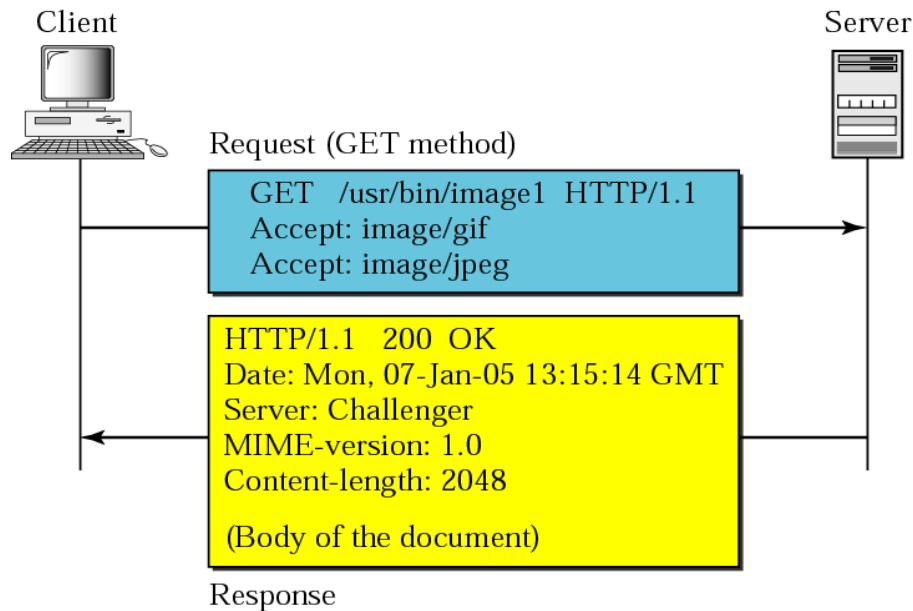 Client
Server
Request (GET method)
GET /usr/bin/image1 HTTP/1.1
Accept: image/gif
Accept: image/jpeg
HTTP/1.1 200 OK
Date: Mon, 07-Jan-05 13:15:14 GMT
Server: Challenger
MIME-version: 1.0
Content-length: 2048
(Body of the document)
Response